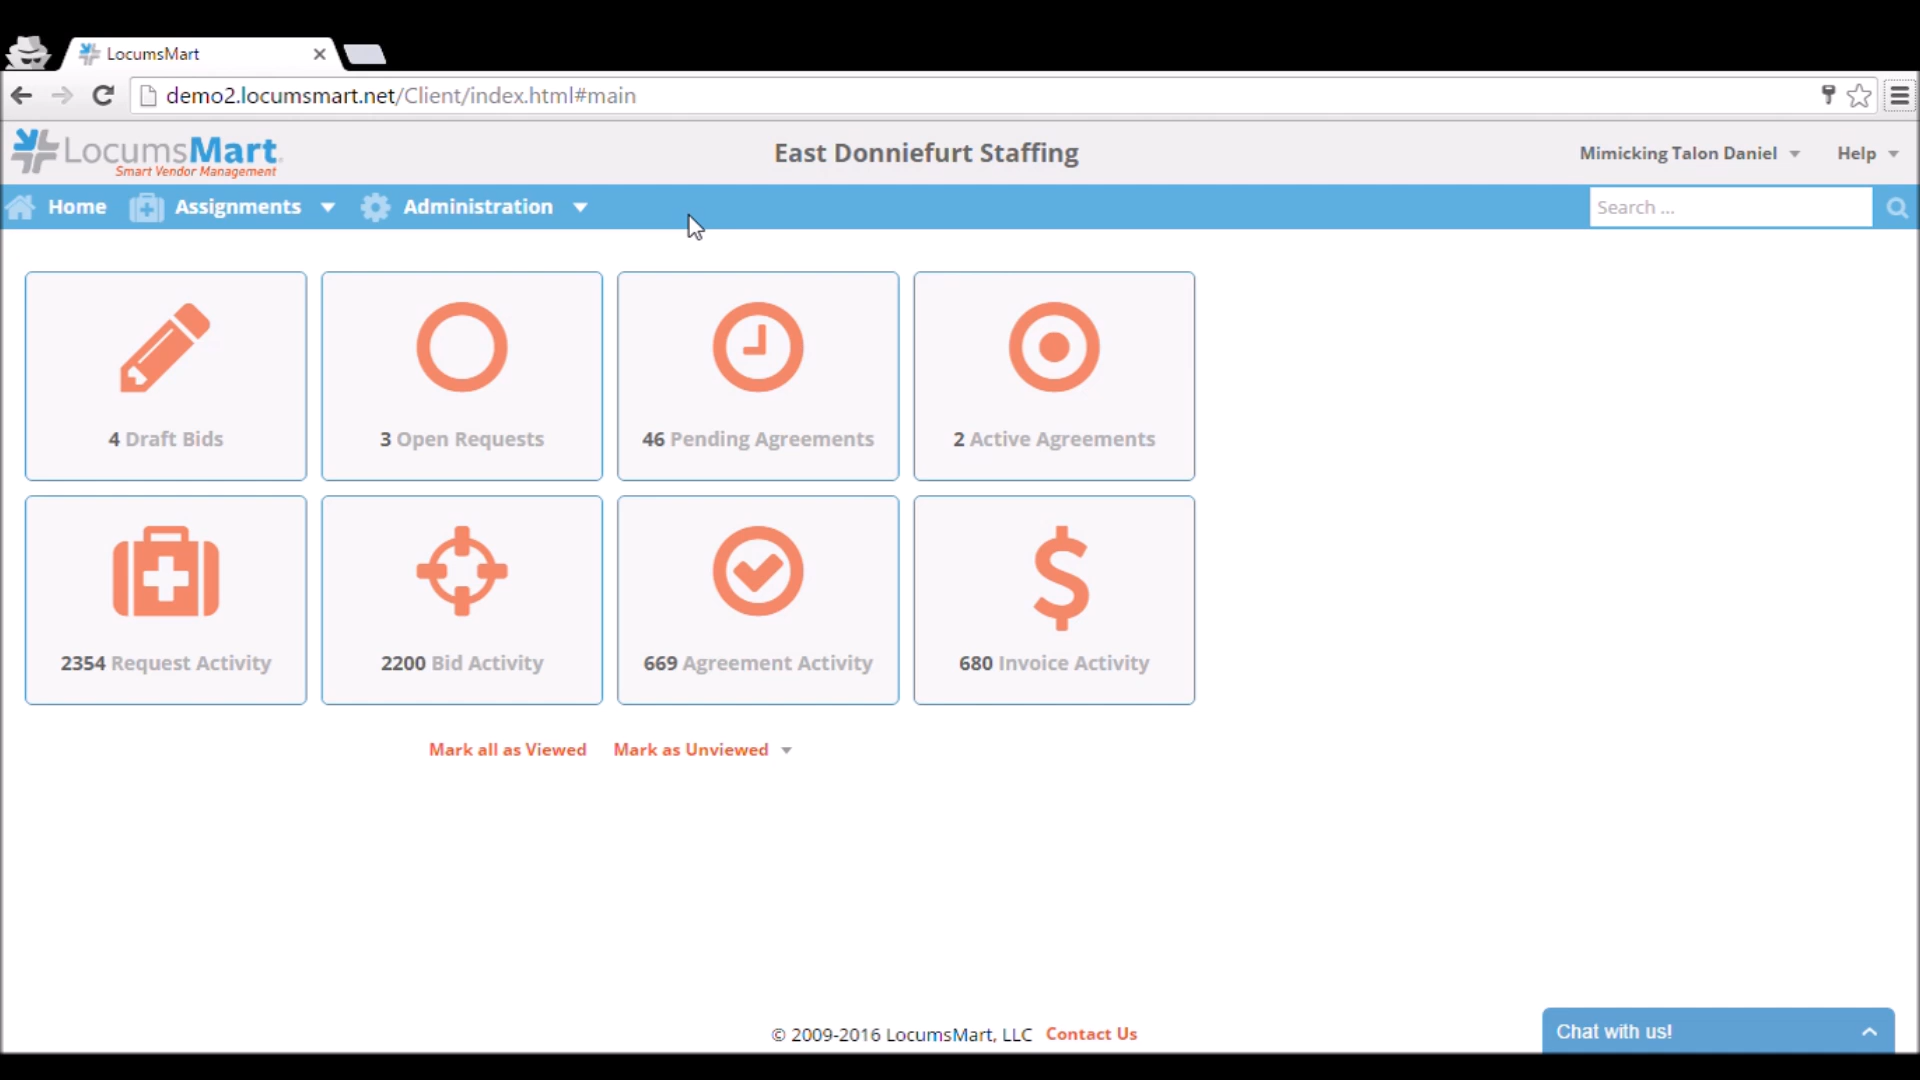 LocumsMart
demo2.locumsmart.net/Client/index.html#main
LocumsMart
Smart Vendor Management
East Donniefurt Staffing
Mimicking Talon Daniel
Help
Home
Assignments
Administration
Search ...
4 Draft Bids
3 Open Requests
46 Pending Agreements
2 Active Agreements
2354 Request Activity
2200 Bid Activity
669 Agreement Activity
680 Invoice Activity
Mark all as Viewed
Mark as Unviewed
© 2009-2016 LocumsMart, LLC
Contact Us
Chat with us!